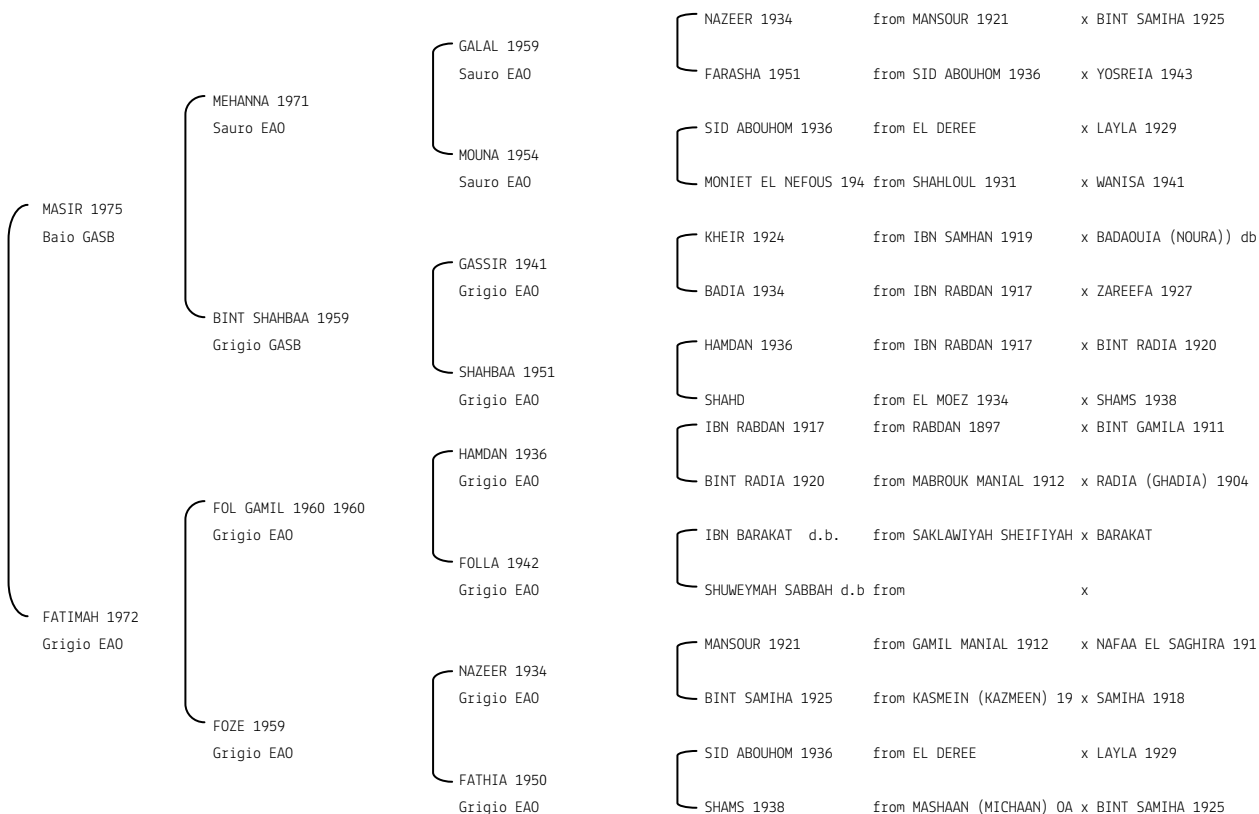 NAZEER 1934 from MANSOUR 1921 x BINT SAMIHA 1925
GALAL 1959
Sauro EAO FARASHA 1951 from SID ABOUHOM 1936 x YOSREIA 1943
MEHANNA 1971
Sauro EAO SID ABOUHOM 1936 from EL DEREE x LAYLA 1929
MOUNA 1954
Sauro EAO MONIET EL NEFOUS 194 from SHAHLOUL 1931 x WANISA 1941
MASIR 1975
Baio GASB KHEIR 1924 from IBN SAMHAN 1919 x BADAOUIA (NOURA)) db
GASSIR 1941
Grigio EAO BADIA 1934 from IBN RABDAN 1917 x ZAREEFA 1927
BINT SHAHBAA 1959
Grigio GASB HAMDAN 1936 from IBN RABDAN 1917 x BINT RADIA 1920
SHAHBAA 1951
Grigio EAO SHAHD from EL MOEZ 1934 x SHAMS 1938
IBN RABDAN 1917 from RABDAN 1897 x BINT GAMILA 1911
HAMDAN 1936
Grigio EAO BINT RADIA 1920 from MABROUK MANIAL 1912 x RADIA (GHADIA) 1904
FOL GAMIL 1960 1960
Grigio EAO IBN BARAKAT d.b. from SAKLAWIYAH SHEIFIYAH x BARAKAT
FOLLA 1942
Grigio EAO SHUWEYMAH SABBAH d.b from x
FATIMAH 1972
Grigio EAO MANSOUR 1921 from GAMIL MANIAL 1912 x NAFAA EL SAGHIRA 191
NAZEER 1934
Grigio EAO BINT SAMIHA 1925 from KASMEIN (KAZMEEN) 19 x SAMIHA 1918
FOZE 1959
Grigio EAO SID ABOUHOM 1936 from EL DEREE x LAYLA 1929
FATHIA 1950
Grigio EAO SHAMS 1938 from MASHAAN (MICHAAN) OA x BINT SAMIHA 1925